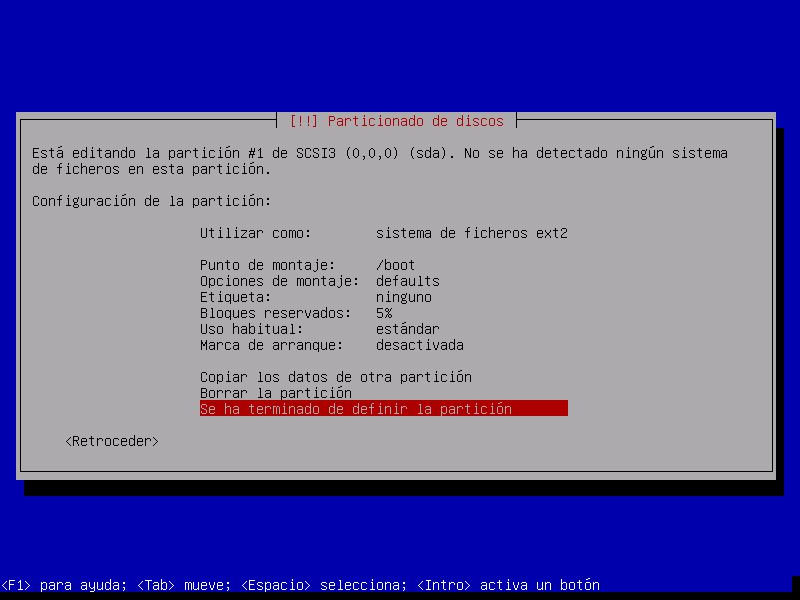 [!!] Particionado de discos
Está editando la partición #1 de SCSI3 (0,0,0) (sda). No se ha detectado ningún sistema
de ficheros en esta partición.
Configuración de la partición:
Utilizar como: sistema de ficheros ext2
Punto de montaje: /boot
Opciones de montaje: defaults
Etiqueta: ninguno
Bloques reservados: 5%
Uso habitual: estándar
Marca de arranque: desactivada
Copiar los datos de otra partición
Borrar la partición
Se ha terminado de definir la partición
<Retroceder>
<F1> para ayuda; <Tab> mueve; <Espacio> selecciona; <Intro> activa un botón